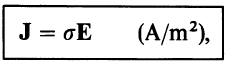 J = σE (A/m²),